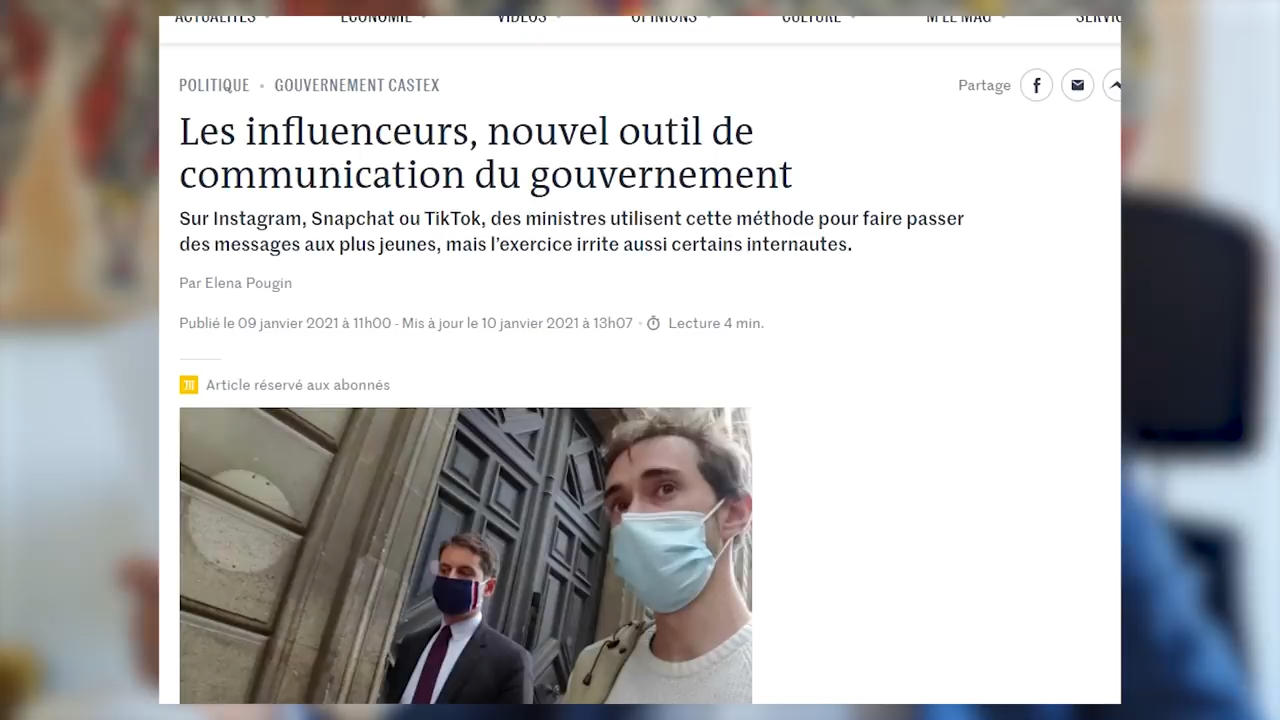 ACTUALITÉS ÉCONOMIE VIDÉOS OPINIONS CULTURE M LE MAG SERVIC
POLITIQUE • GOUVERNEMENT CASTEX
Partage
Les influenceurs, nouvel outil de
communication du gouvernement
Sur Instagram, Snapchat ou TikTok, des ministres utilisent cette méthode pour faire passer
des messages aux plus jeunes, mais l'exercice irrite aussi certains internautes.
Par Elena Pougin
Publié le 09 janvier 2021 à 11h00 - Mis à jour le 10 janvier 2021 à 13h07 • Lecture 4 min.
Article réservé aux abonnés